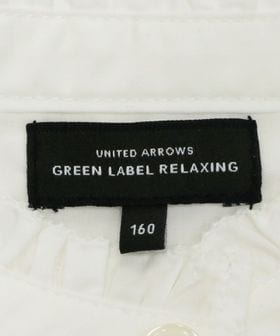 UNITED ARROWS
GREEN LABEL RELAXING
160